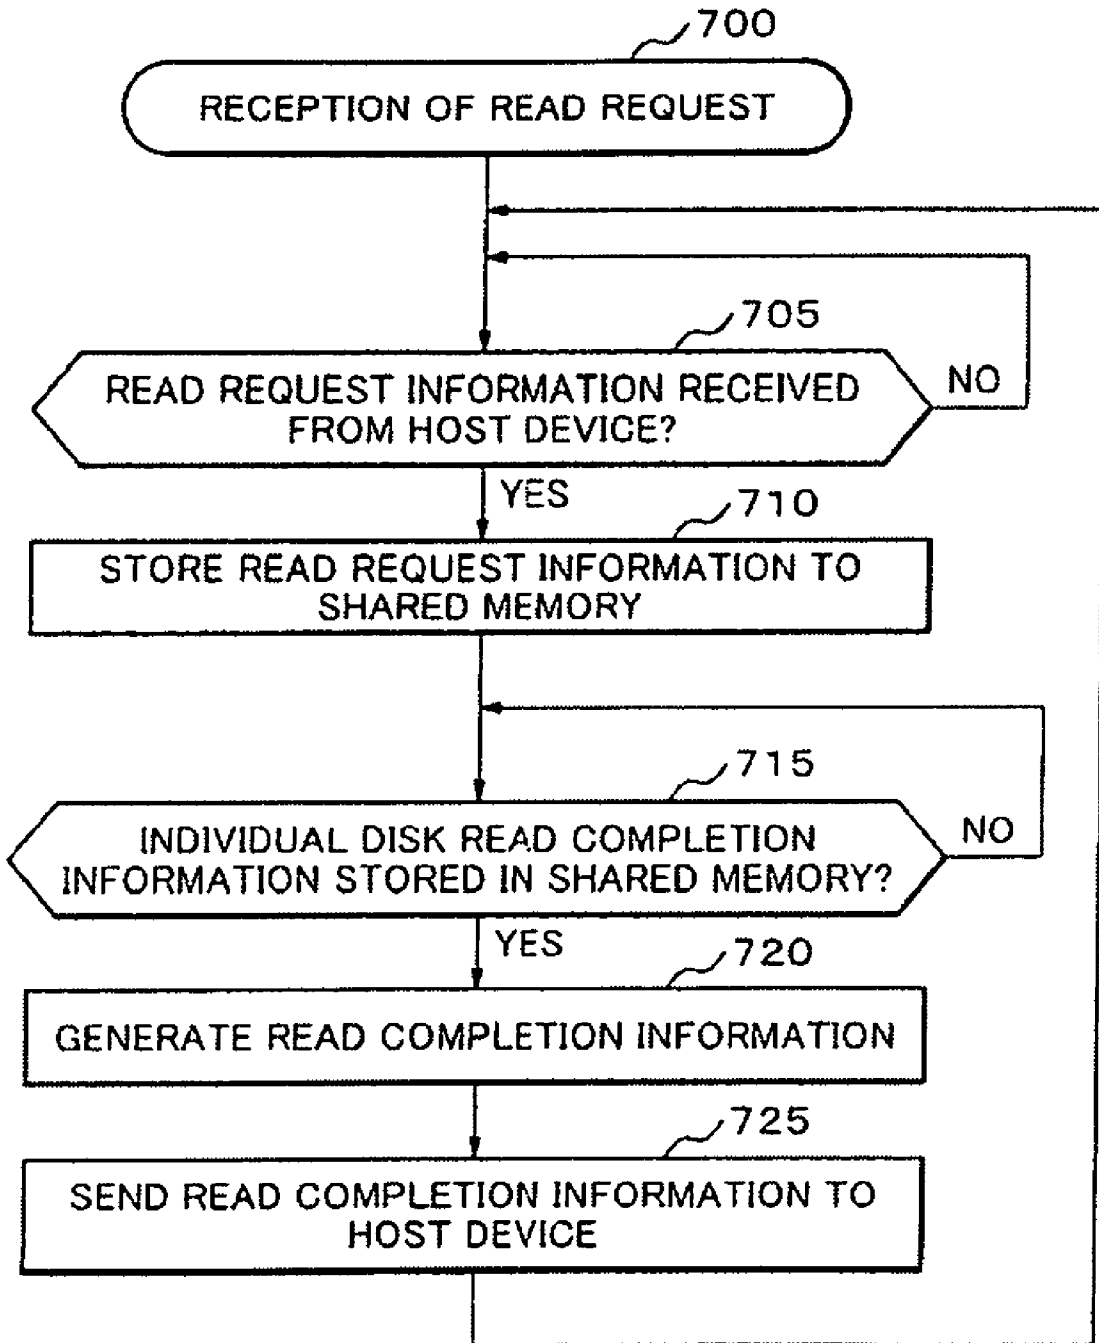 700
RECEPTION OF READ REQUEST
705
READ REQUEST INFORMATION RECEIVED
FROM HOST DEVICE?
NO
YES
710
STORE READ REQUEST INFORMATION TO
SHARED MEMORY
715
INDIVIDUAL DISK READ COMPLETION
INFORMATION STORED IN SHARED MEMORY?
NO
YES
720
GENERATE READ COMPLETION INFORMATION
725
SEND READ COMPLETION INFORMATION TO
HOST DEVICE